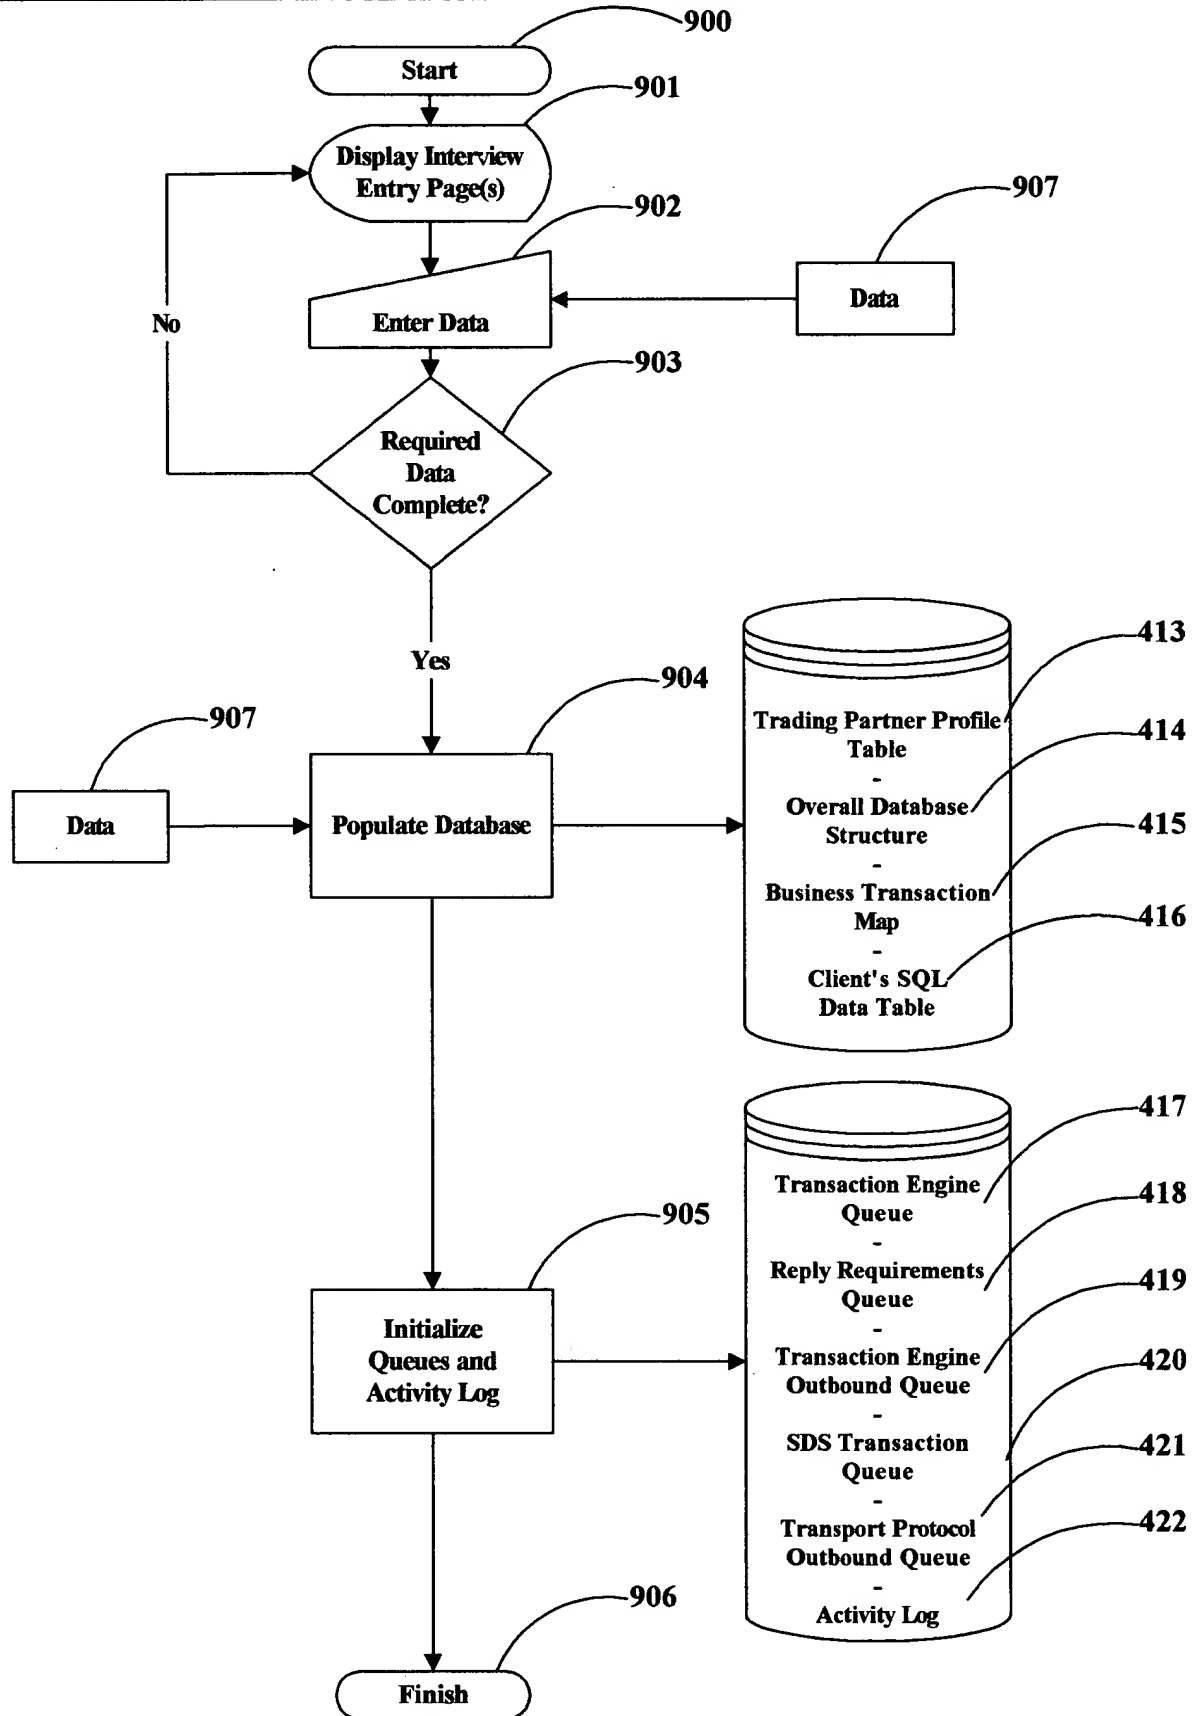 900
Start
901
Display Interview
Entry Page(s)
902
907
No
Data
Enter Data
903
Required
Data
Complete?
Yes
904
907
Data
Populate Database
413
Trading Partner Profile
Table
-
414
Overall Database
Structure
-
415
Business Transaction
Map
-
416
Client's SQL
Data Table
417
Transaction Engine
Queue
-
418
Reply Requirements
Queue
-
419
Transaction Engine
Outbound Queue
-
420
SDS Transaction
Queue
-
421
Transport Protocol
Outbound Queue
-
422
Activity Log
905
Initialize
Queues and
Activity Log
906
Finish